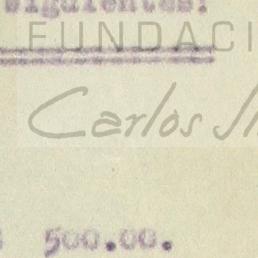 siguientes:
FUNDACI
Carlos
500.00.